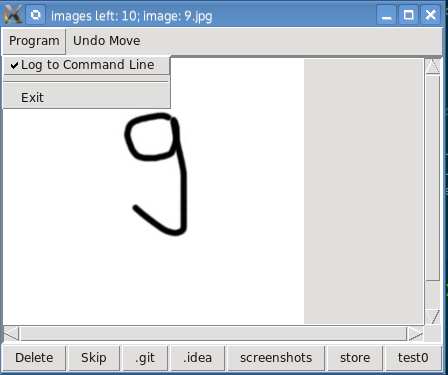 images left: 10; image: 9.jpg
Program Undo Move
Log to Command Line
Exit
9
Delete Skip .git .idea screenshots store test0